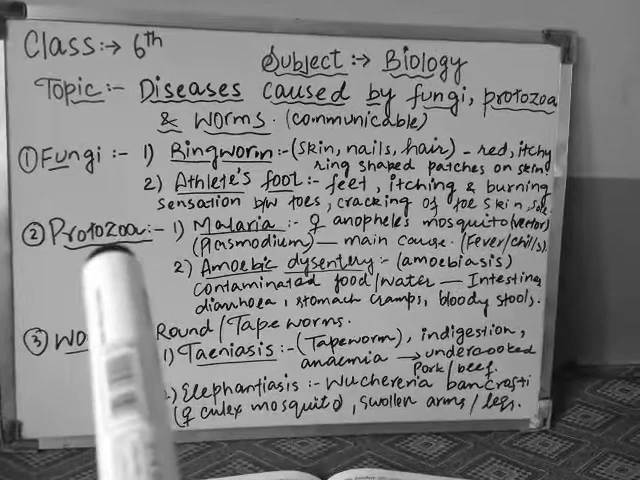 Class:→ 6th
Subject:→ Biology
Topic:- Diseases caused by fungi, protozoa
& worms. (communicable)
① Fungi :- 1) Ringworm:-(skin, nails, hair) - red, itchy
ring shaped patches on skin.
2) Athlete's foot:- feet, itching & burning
sensation b/w toes, cracking of toe skin, sole
② Protozoa:- 1) Malaria :- ♀ anopheles mosquito (vector)
(plasmodium) — main cause. (Fever/chills).
2) Amoebic dysentery:- (amoebiasis)
contaminated food/water — Intestine,
diarrhoea, stomach cramps, bloody stools.
③ Wo Round / Tape worms.
1) Taeniasis:- (Tapeworm), indigestion,
anaemia → undercooked
Pork/beef.
2) Elephantiasis :- Wuchereria bancrofti
(♀ culex mosquito), swollen arms / legs.